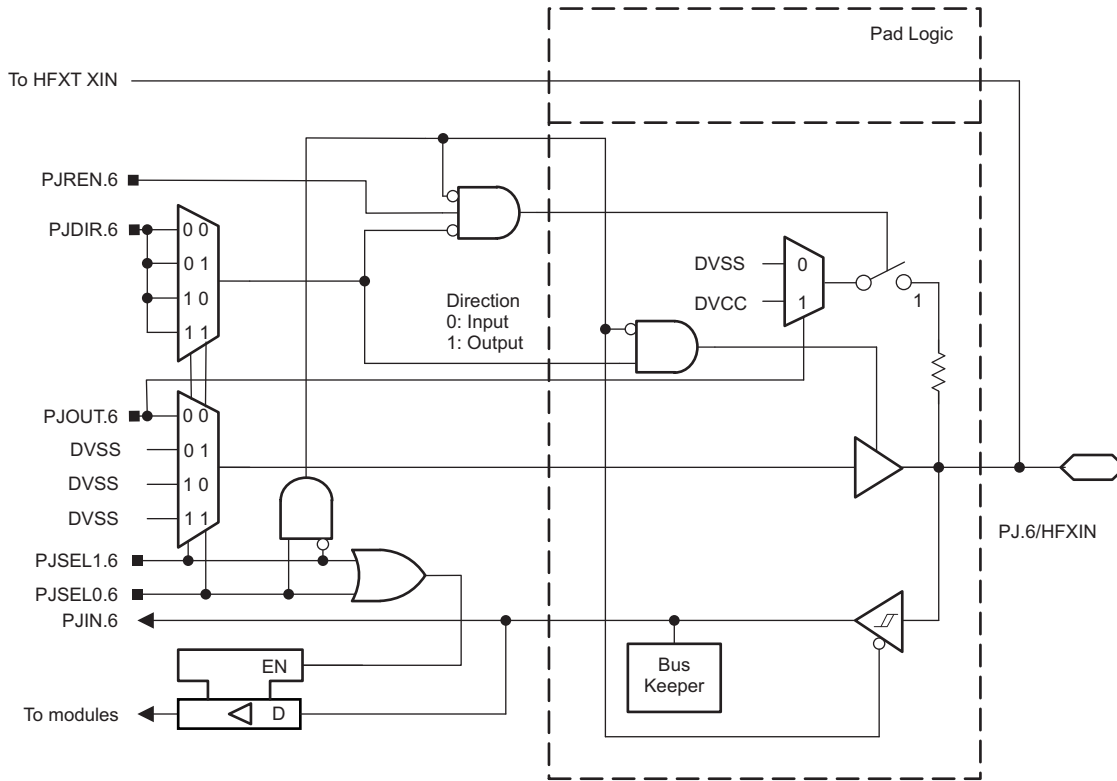 Pad Logic
To HFXT XIN
PJREN.6
PJDIR.6
0 0
0 1
1 0
1 1
Direction
0: Input
1: Output
DVSS
0
DVCC
1
1
PJOUT.6
0 0
DVSS
0 1
DVSS
1 0
DVSS
1 1
PJSEL1.6
PJSEL0.6
PJIN.6
PJ.6/HFXIN
EN
Bus
Keeper
To modules
D